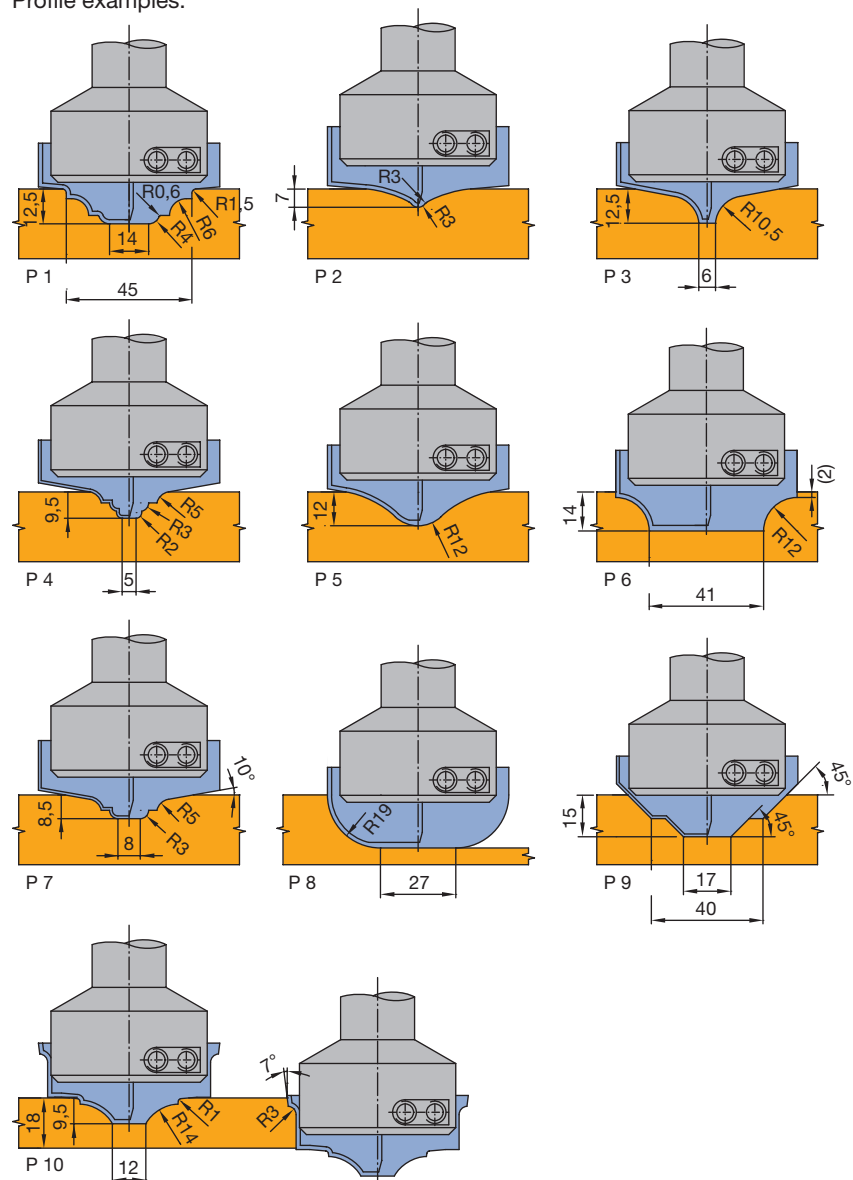 Profile examples:
12,5
R0,6
R1,5
R6
R4
14
P 1
45
7
R3
R3
P 2
12,5
R10,5
P 3
6
9,5
R5
R3
R2
P 4
5
12
R12
P 5
(2)
14
R12
P 6
41
10°
8,5
R5
R3
8
P 7
R19
P 8
27
45°
15
45°
P 9
17
40
7°
18
9,5
R1
R14
R3
P 10
12